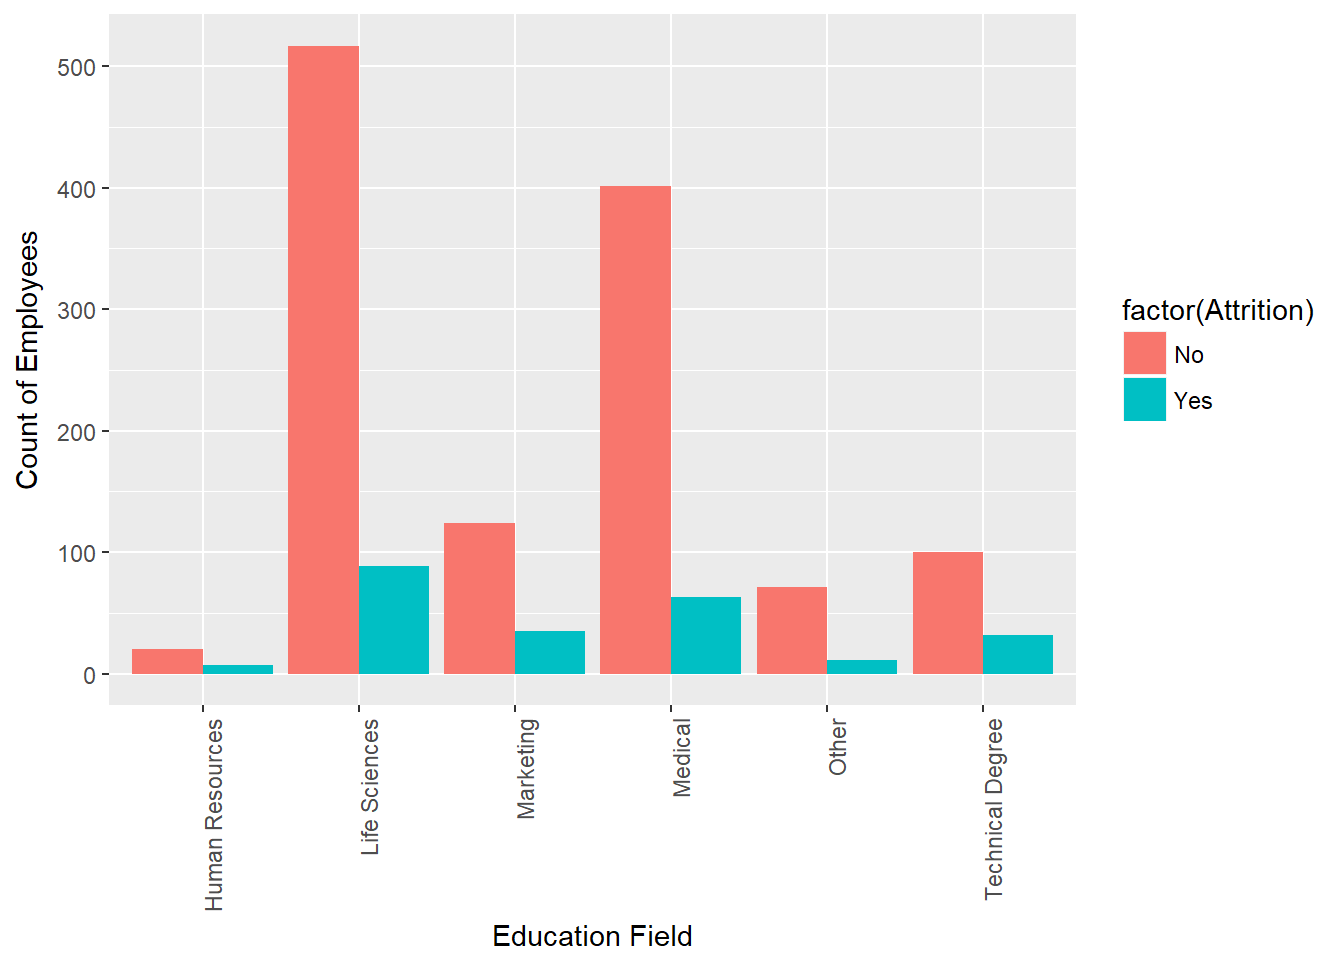 500
400
300
200
100
0
Count of Employees
Human Resources
Life Sciences
Marketing
Medical
Other
Technical Degree
Education Field
factor(Attrition)
No
Yes